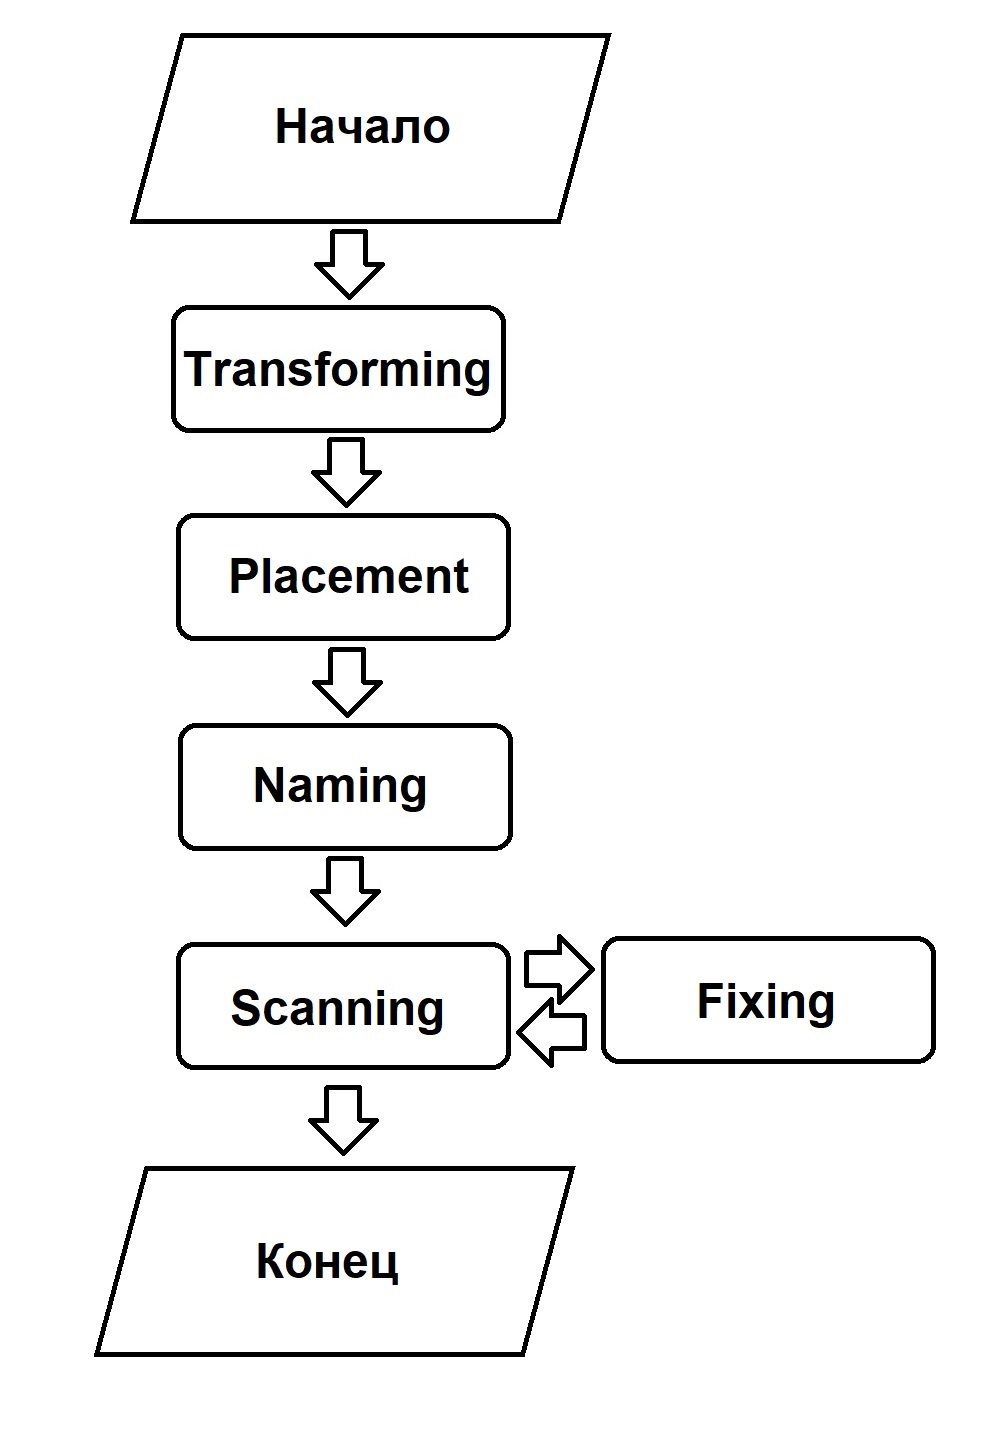 Начало
Transforming
Placement
Naming
Scanning
Fixing
Конец